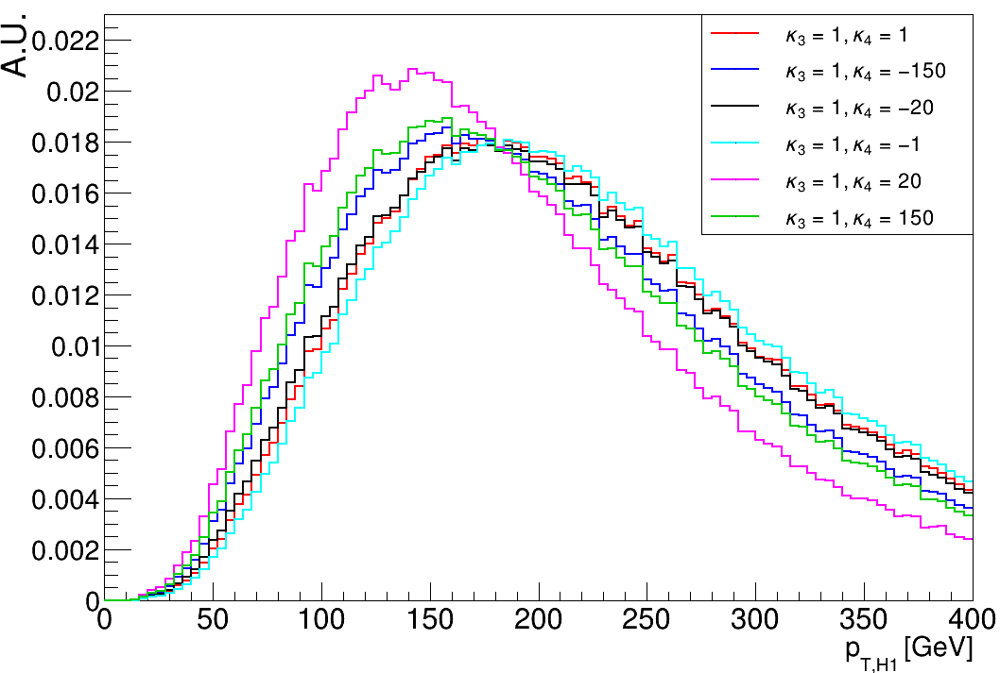 A.U.
0.022
0.02
0.018
0.016
0.014
0.012
0.01
0.008
0.006
0.004
0.002
0
κ₃ = 1, κ₄ = 1
κ₃ = 1, κ₄ = −150
κ₃ = 1, κ₄ = −20
κ₃ = 1, κ₄ = −1
κ₃ = 1, κ₄ = 20
κ₃ = 1, κ₄ = 150
0 50 100 150 200 250 300 350 400
p_T,H1 [GeV]